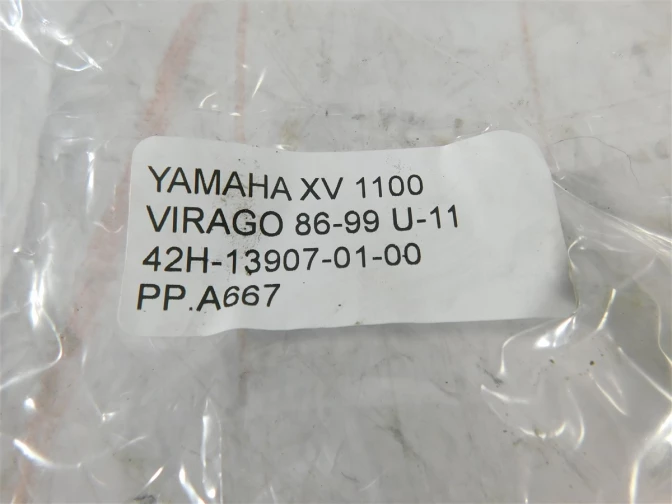 YAMAHA XV 1100
VIRAGO 86-99 U-11
42H-13907-01-00
PP.A667